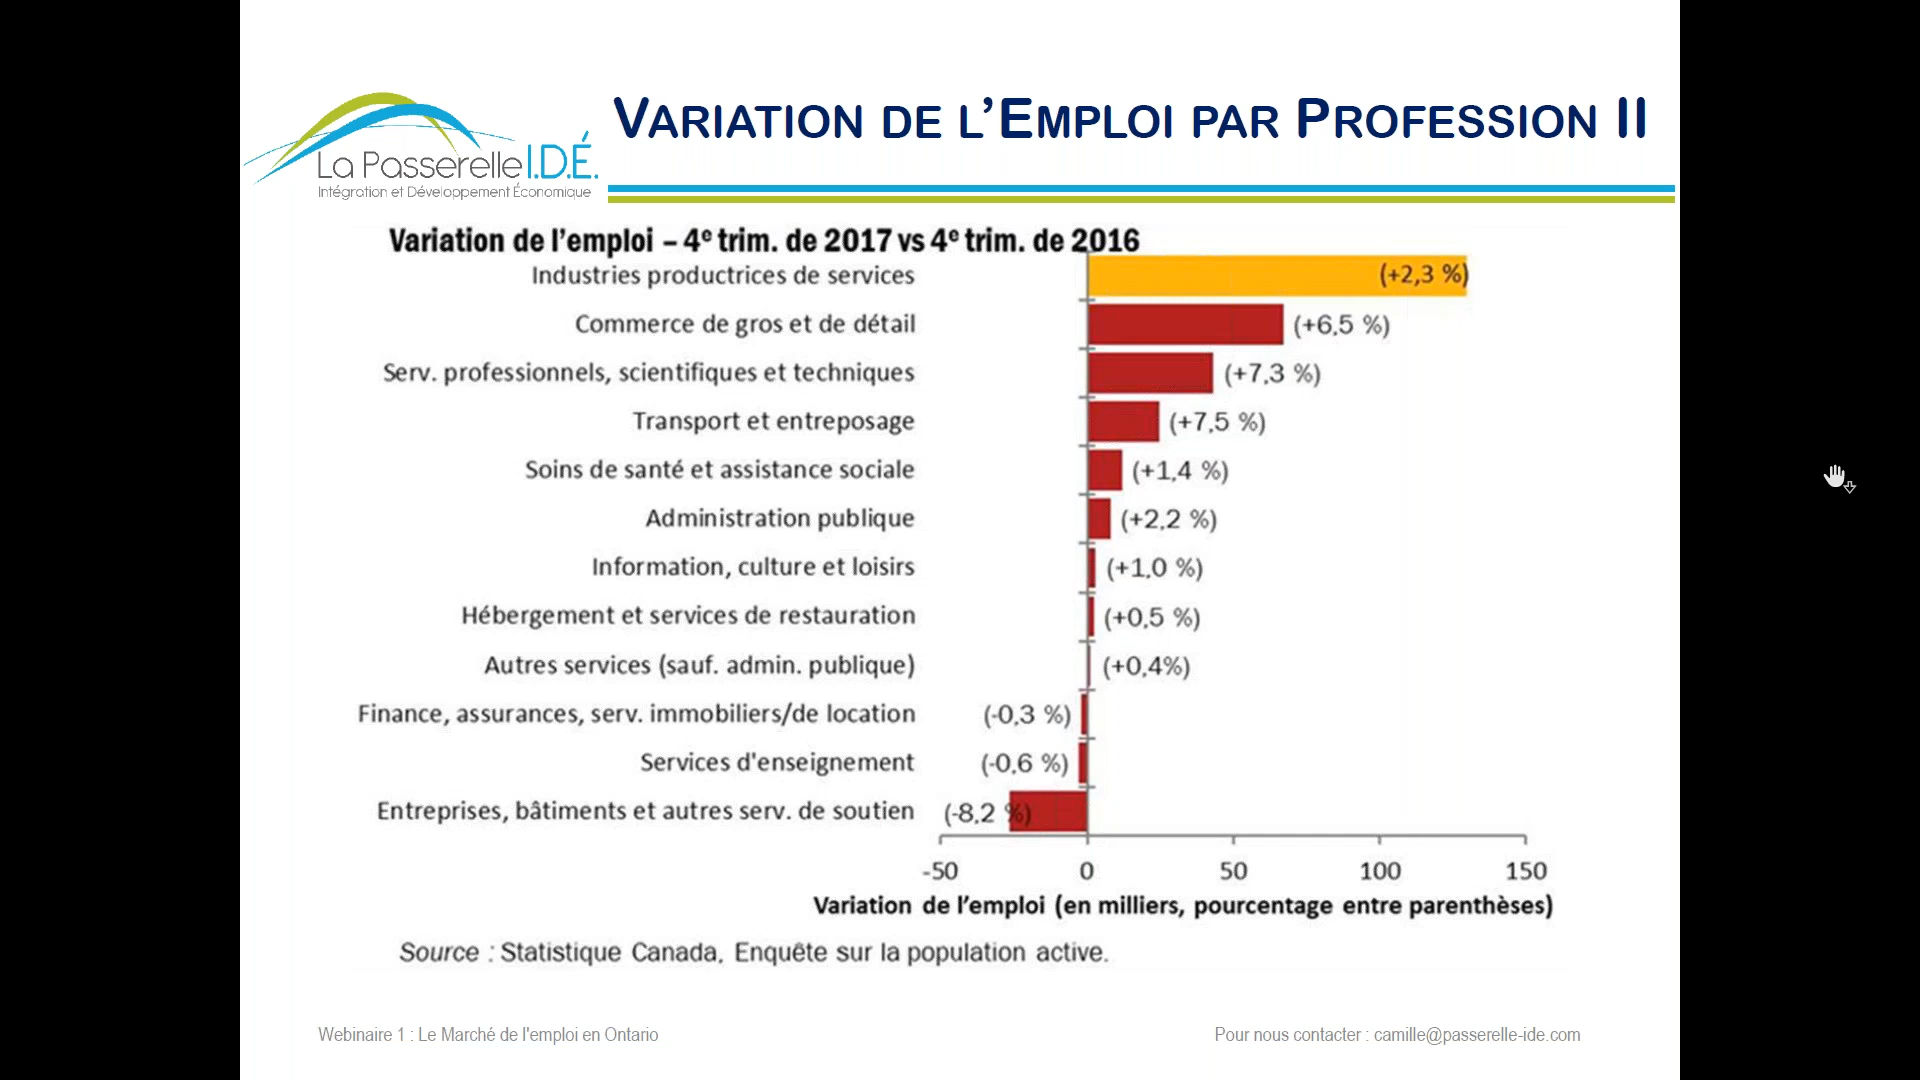 La Passerelle I.D.É.
Intégration et Développement Économique
VARIATION DE L'EMPLOI PAR PROFESSION II
Variation de l'emploi – 4e trim. de 2017 vs 4e trim. de 2016
Industries productrices de services (+2,3 %)
Commerce de gros et de détail (+6,5 %)
Serv. professionnels, scientifiques et techniques (+7,3 %)
Transport et entreposage (+7,5 %)
Soins de santé et assistance sociale (+1,4 %)
Administration publique (+2,2 %)
Information, culture et loisirs (+1,0 %)
Hébergement et services de restauration (+0,5 %)
Autres services (sauf. admin. publique) (+0,4%)
Finance, assurances, serv. immobiliers/de location (-0,3 %)
Services d'enseignement (-0,6 %)
Entreprises, bâtiments et autres serv. de soutien (-8,2 %)
-50 0 50 100 150
Variation de l'emploi (en milliers, pourcentage entre parenthèses)
Source : Statistique Canada, Enquête sur la population active.
Webinaire 1 : Le Marché de l'emploi en Ontario
Pour nous contacter : camille@passerelle-ide.com